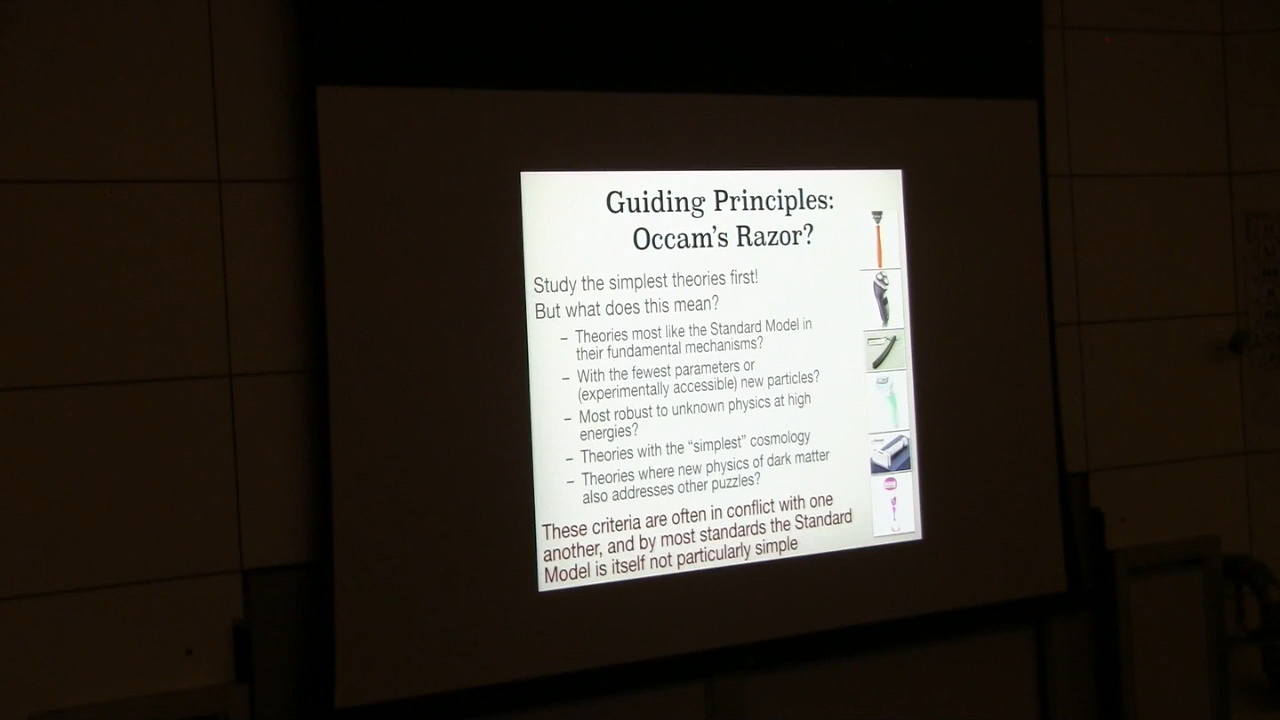 Guiding Principles:
Occam's Razor?
Study the simplest theories first!
But what does this mean?
– Theories most like the Standard Model in
their fundamental mechanisms?
– With the fewest parameters or
(experimentally accessible) new particles?
– Most robust to unknown physics at high
energies?
– Theories with the “simplest” cosmology
– Theories where new physics of dark matter
also addresses other puzzles?
These criteria are often in conflict with one
another, and by most standards the Standard
Model is itself not particularly simple